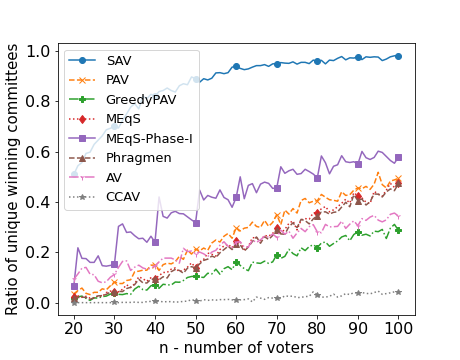 Ratio of unique winning committees
1.0
0.8
0.6
0.4
0.2
0.0
SAV
PAV
GreedyPAV
MEqS
MEqS-Phase-I
Phragmen
AV
CCAV
20 30 40 50 60 70 80 90 100
n - number of voters